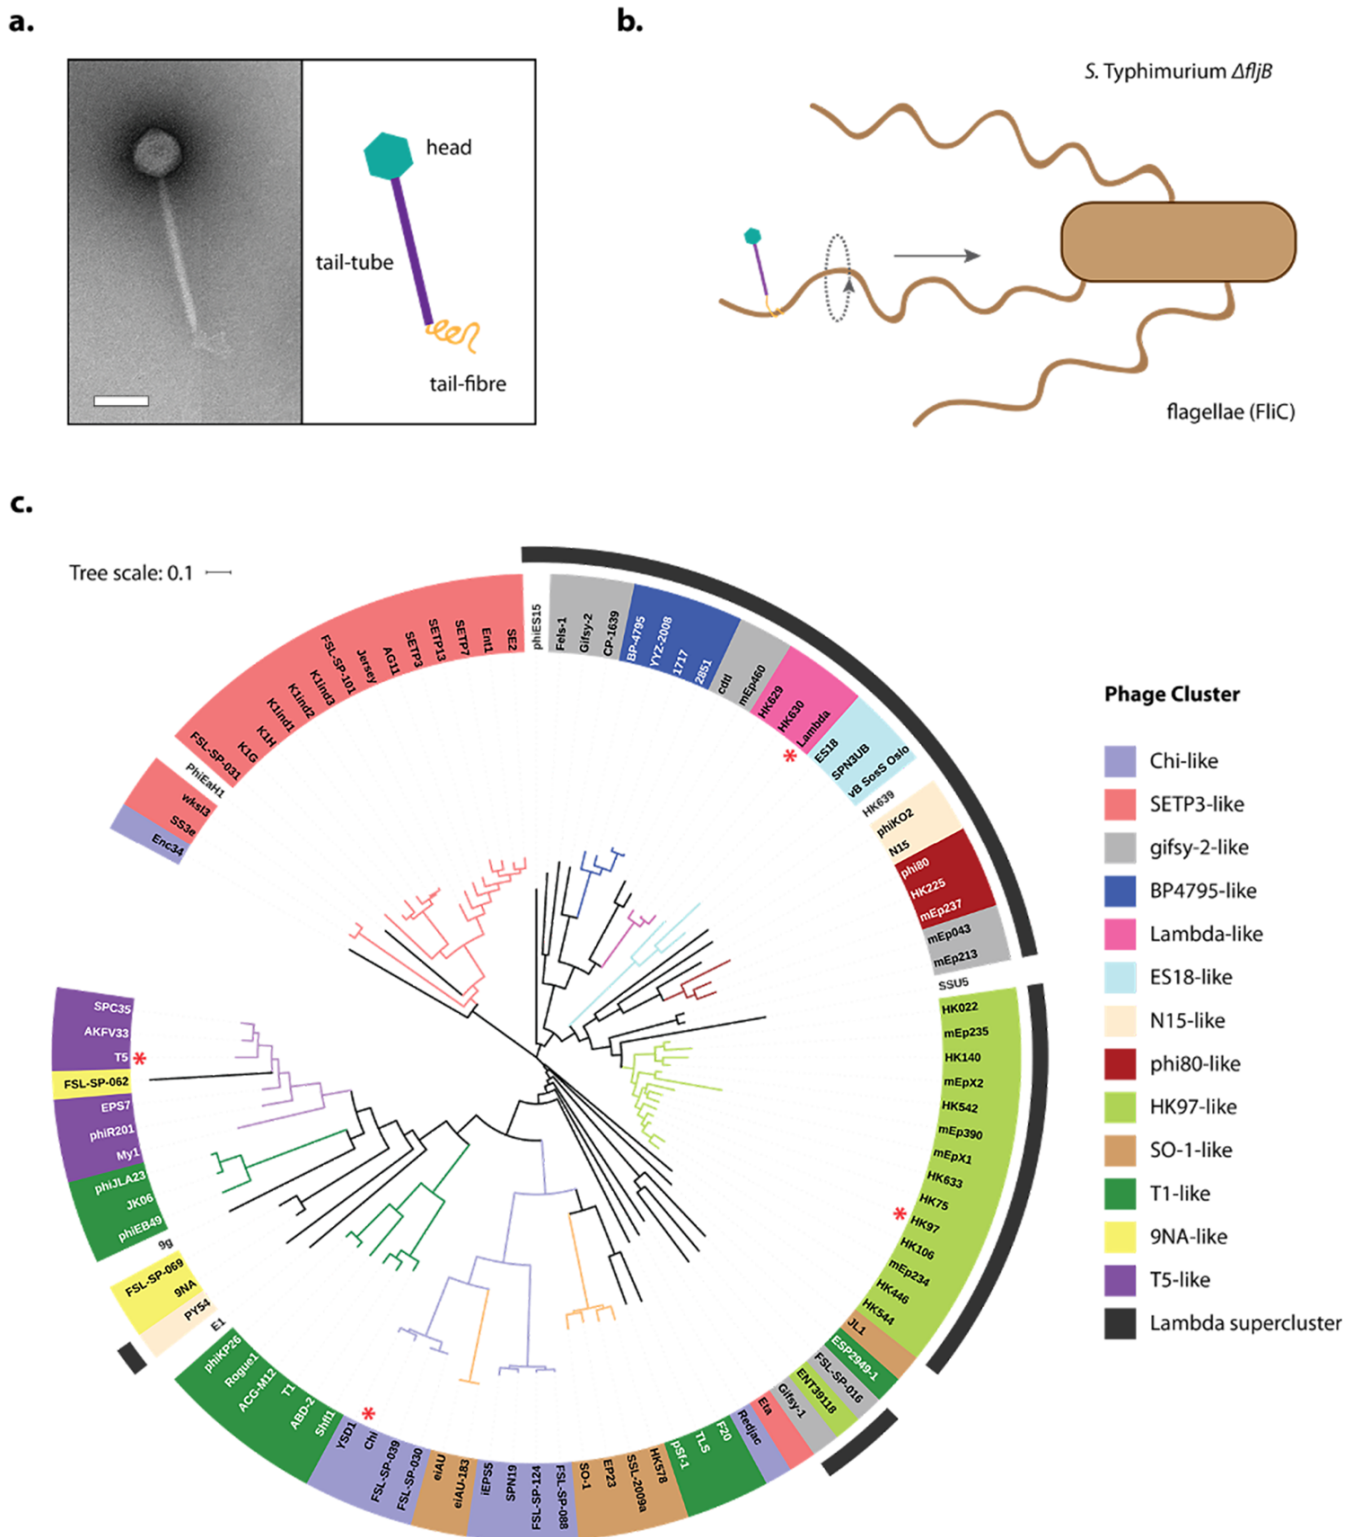 a.
head
tail-tube
tail-fibre
b.
S. Typhimurium ΔfljB
flagellae (FliC)
c.
Tree scale: 0.1
Enc34
SS3e
wksl3
PhiEaH1
FSL-SP-031
K1G
K1H
K1ind1
K1ind2
K1ind3
FSL-SP-101
Jersey
AG11
SETP3
SETP13
SETP7
Ent1
SE2
phiES15
Fels-1
Gifsy-2
CP-1639
BP-4795
YYZ-2008
1717
2851
cdtI
mEp460
HK629
HK630
Lambda
*
ES18
SPN3UB
vB SosS Oslo
HK639
phiKO2
N15
phi80
HK225
mEp237
mEp043
mEp213
SSU5
HK022
mEp235
HK140
mEpX2
HK542
mEp390
mEpX1
HK633
HK75
*
HK97
HK106
mEp234
HK446
HK544
JL1
ESP2949-1
FSL-SP-016
ENT39118
Gifsy-1
Eta
Redjac
F20
TLS
pSf-1
HK578
SSL-2009a
EP23
SO-1
FSL-SP-088
FSL-SP-124
SPN19
iEPS5
eiAU-183
eiAU
FSL-SP-030
FSL-SP-039
Chi
*
YSD1
Shfl1
ABD-2
T1
ACG-M12
Rogue1
phiKP26
E1
PY54
9NA
FSL-SP-069
9g
phiEB49
JK06
phiJLA23
My1
phiR201
EPS7
FSL-SP-062
T5
*
AKFV33
SPC35
Phage Cluster
Chi-like
SETP3-like
gifsy-2-like
BP4795-like
Lambda-like
ES18-like
N15-like
phi80-like
HK97-like
SO-1-like
T1-like
9NA-like
T5-like
Lambda supercluster